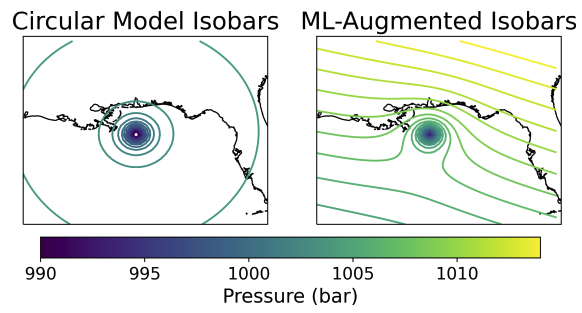 Circular Model Isobars
ML-Augmented Isobars
990 995 1000 1005 1010
Pressure (bar)